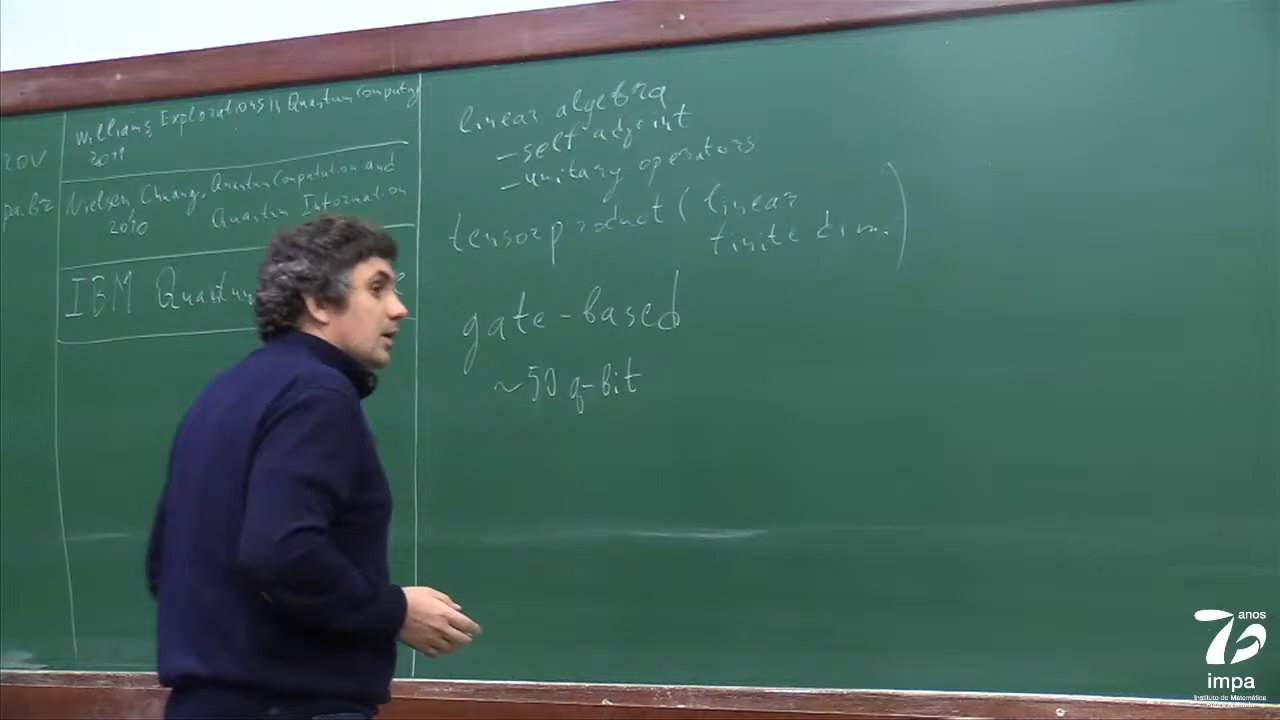 Williams, Explorations in Quantum Computing
2011
Nielsen Chuang, Quantum Computation and
2010 Quantum Information
IBM
linear algebra
- self adjoint
- unitary operators
tensor product (linear
finite dim.)
gate-based
~50 q-bit
70 anos
impa
Instituto de Matemática